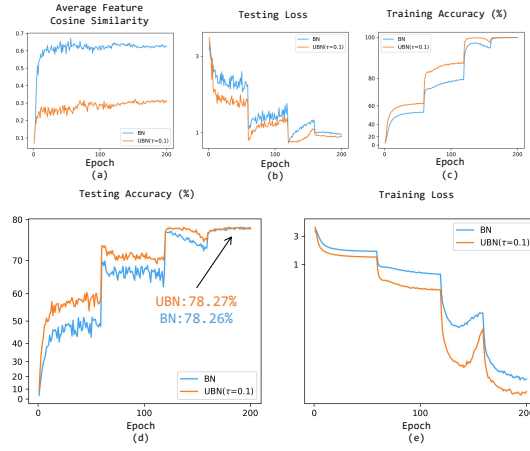 Average Feature
Cosine Similarity
0.7
0.6
0.5
0.4
0.3
0.2
0.1
BN
UBN(τ=0.1)
0 100 200
Epoch
(a)
Testing Loss
3
1
BN
UBN(τ=0.1)
0 100 200
Epoch
(b)
Training Accuracy (%)
100
80
60
40
20
0
BN
UBN(τ=0.1)
0 100 200
Epoch
(c)
Testing Accuracy (%)
80
70
60
50
40
30
20
10
0
UBN:78.27%
BN:78.26%
BN
UBN(τ=0.1)
0 100 200
Epoch
(d)
Training Loss
3
1
BN
UBN(τ=0.1)
0 100 200
Epoch
(e)